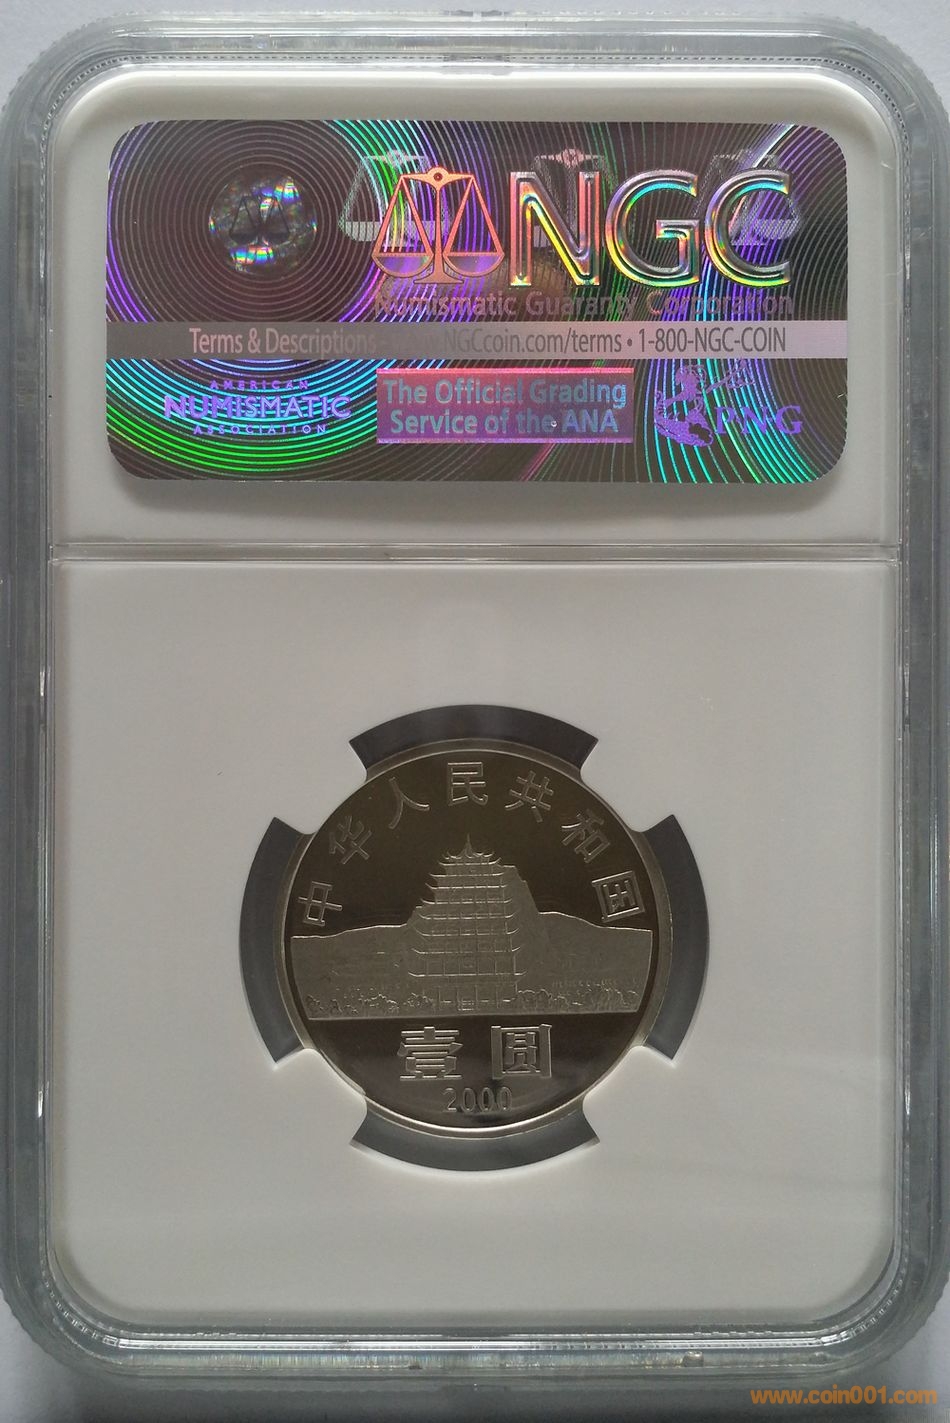 NGC
Numismatic Guaranty Corporation
Terms & Descriptions - www.NGCcoin.com/terms • 1-800-NGC-COIN
AMERICAN
NUMISMATIC
ASSOCIATION
The Official Grading
Service of the ANA
PNG
中华人民共和国
壹圆
2000
www.coin001.com